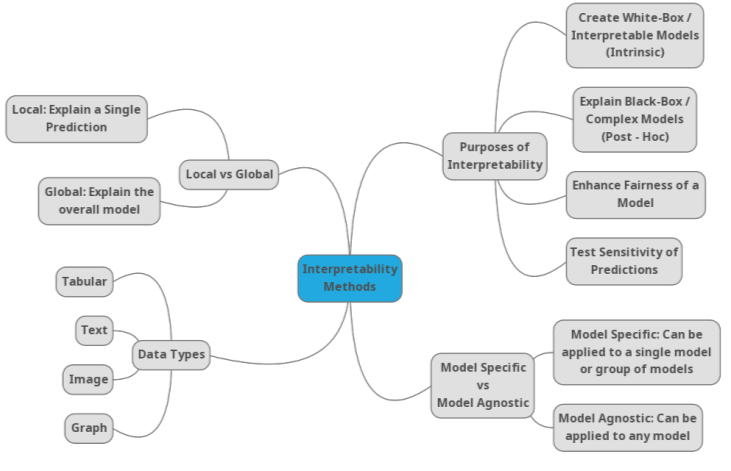 Create White-Box /
Interpretable Models
(Intrinsic)
Explain Black-Box /
Complex Models
(Post - Hoc)
Purposes of
Interpretability
Enhance Fairness of a
Model
Test Sensitivity of
Predictions
Local: Explain a Single
Prediction
Local vs Global
Global: Explain the
overall model
Interpretability
Methods
Tabular
Text
Data Types
Image
Graph
Model Specific
vs
Model Agnostic
Model Specific: Can be
applied to a single model
or group of models
Model Agnostic: Can be
applied to any model